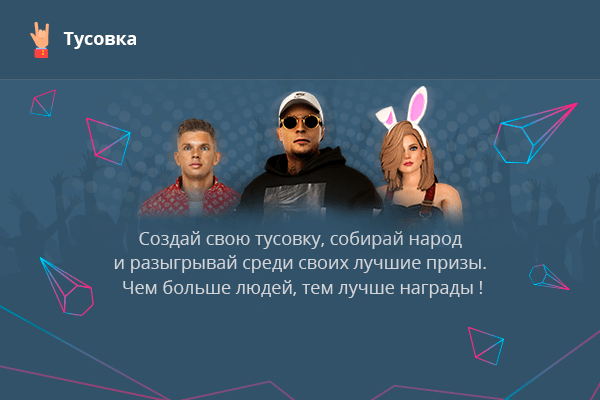 Тусовка
Создай свою тусовку, собирай народ
и разыгрывай среди своих лучшие призы.
Чем больше людей, тем лучше награды !